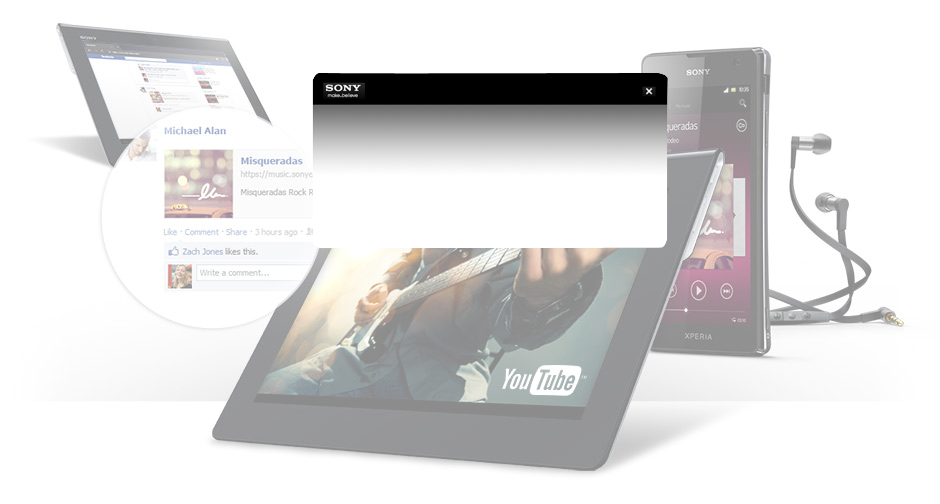 SONY
SONY
make.believe
SONY
Michael Alan
Misqueradas
https://music.sonye
Misqueradas Rock R
Like · Comment · Share · 3 hours ago ·
Zach Jones likes this.
Write a comment...
queradas
YouTube
XPERIA